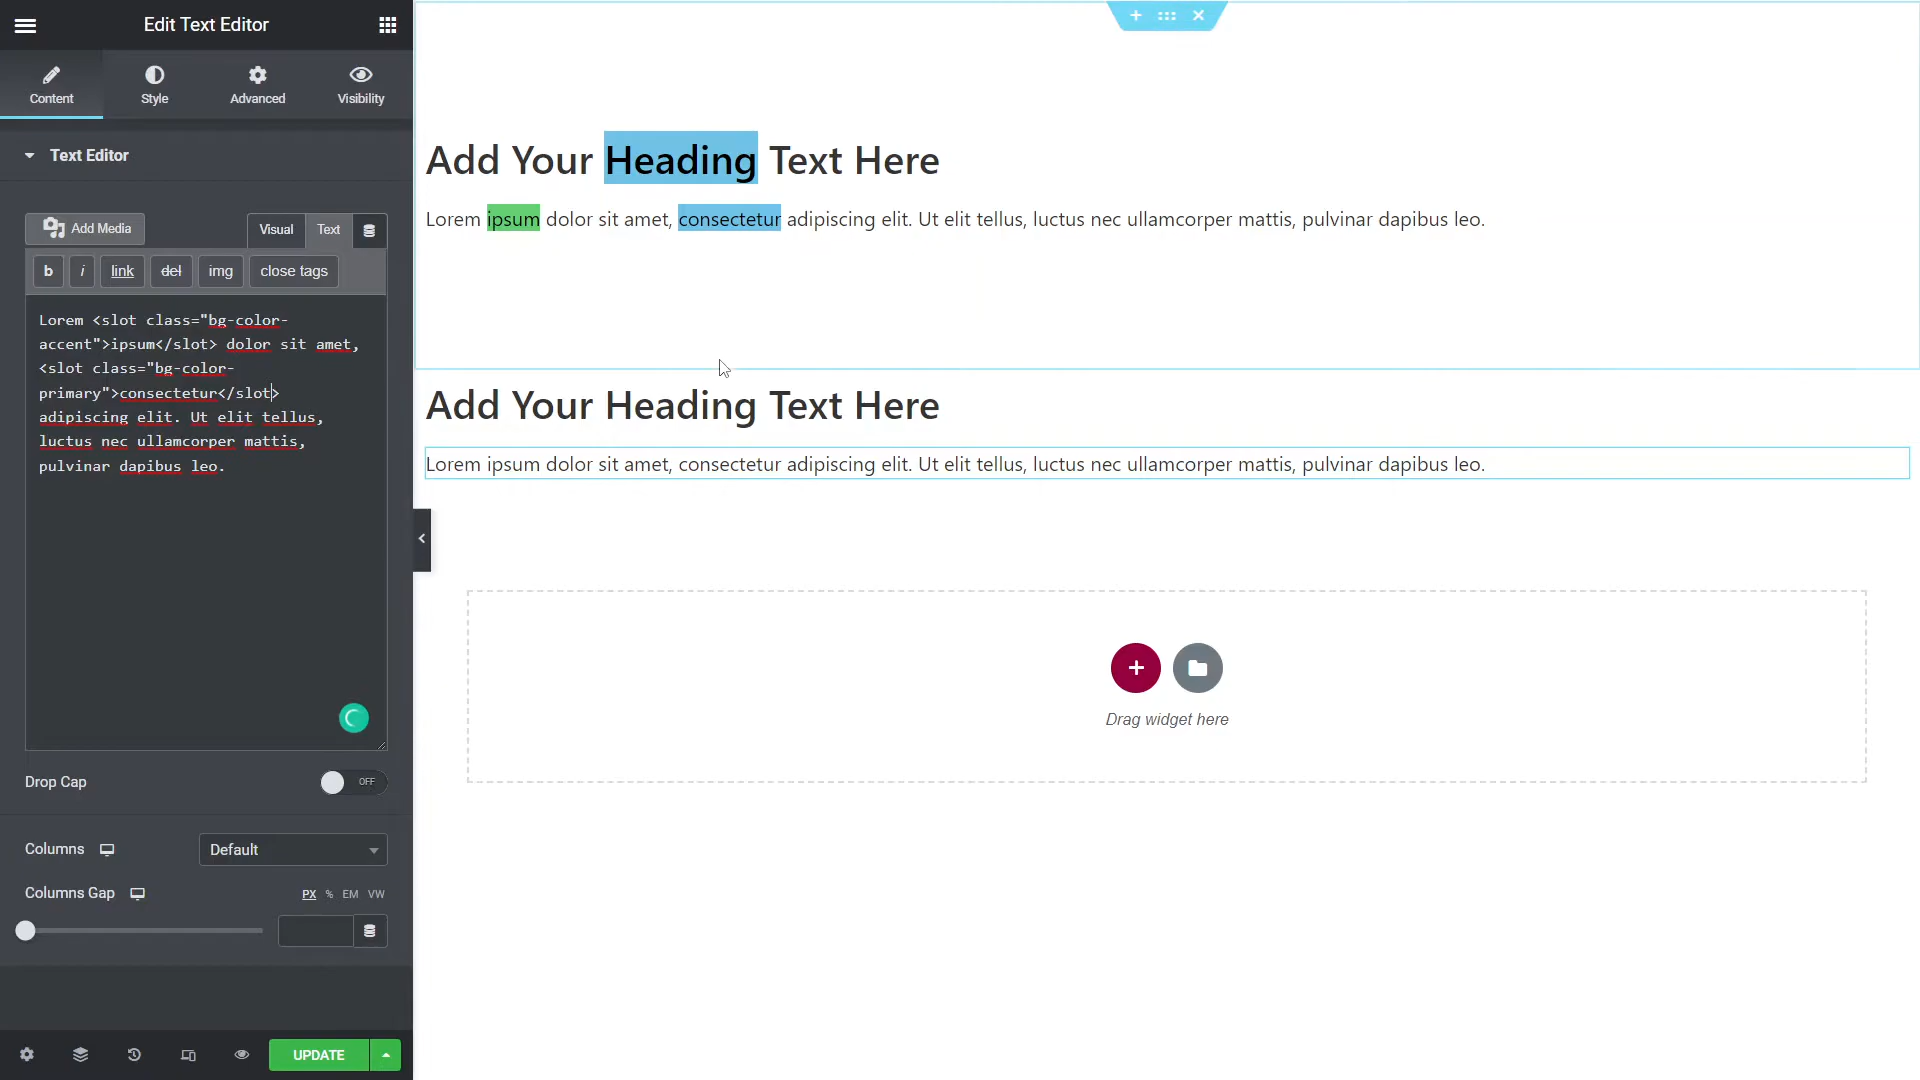 Edit Text Editor
Content
Style
Advanced
Visibility
Text Editor
Add Media
Visual
Text
b
i
link
del
img
close tags
Lorem <slot class="bg-color-
accent">ipsum</slot> dolor sit amet,
<slot class="bg-color-
primary">consectetur</slot>
adipiscing elit. Ut elit tellus,
luctus nec ullamcorper mattis,
pulvinar dapibus leo.
Drop Cap
OFF
Columns
Default
Columns Gap
PX % EM VW
UPDATE
Add Your Heading Text Here
Lorem ipsum dolor sit amet, consectetur adipiscing elit. Ut elit tellus, luctus nec ullamcorper mattis, pulvinar dapibus leo.
Add Your Heading Text Here
Lorem ipsum dolor sit amet, consectetur adipiscing elit. Ut elit tellus, luctus nec ullamcorper mattis, pulvinar dapibus leo.
Drag widget here